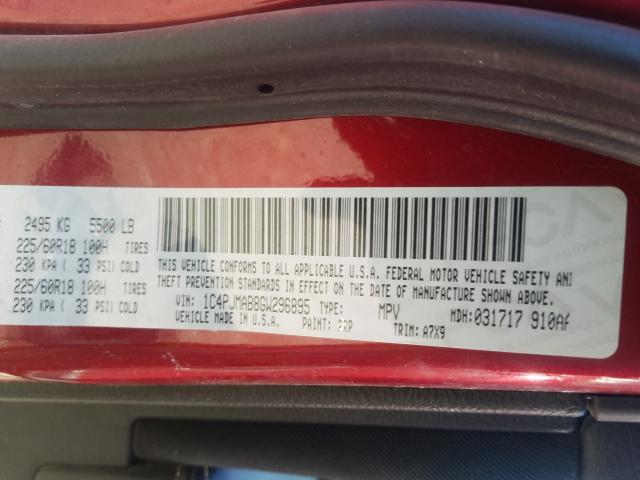 2495 KG 5500 LB
225/60R18 100H TIRES
230 KPA ( 33 PSI) COLD
225/60R18 100H TIRES
230 KPA ( 33 PSI) COLD
THIS VEHICLE CONFORMS TO ALL APPLICABLE U.S.A. FEDERAL MOTOR VEHICLE SAFETY AND
THEFT PREVENTION STANDARDS IN EFFECT ON THE DATE OF MANUFACTURE SHOWN ABOVE.
VIN: 1C4PJMAB8GW296895 TYPE: MPV MDH: 031717 910AA
VEHICLE MADE IN U.S.A. PAINT: PRP TRIM: A7X9